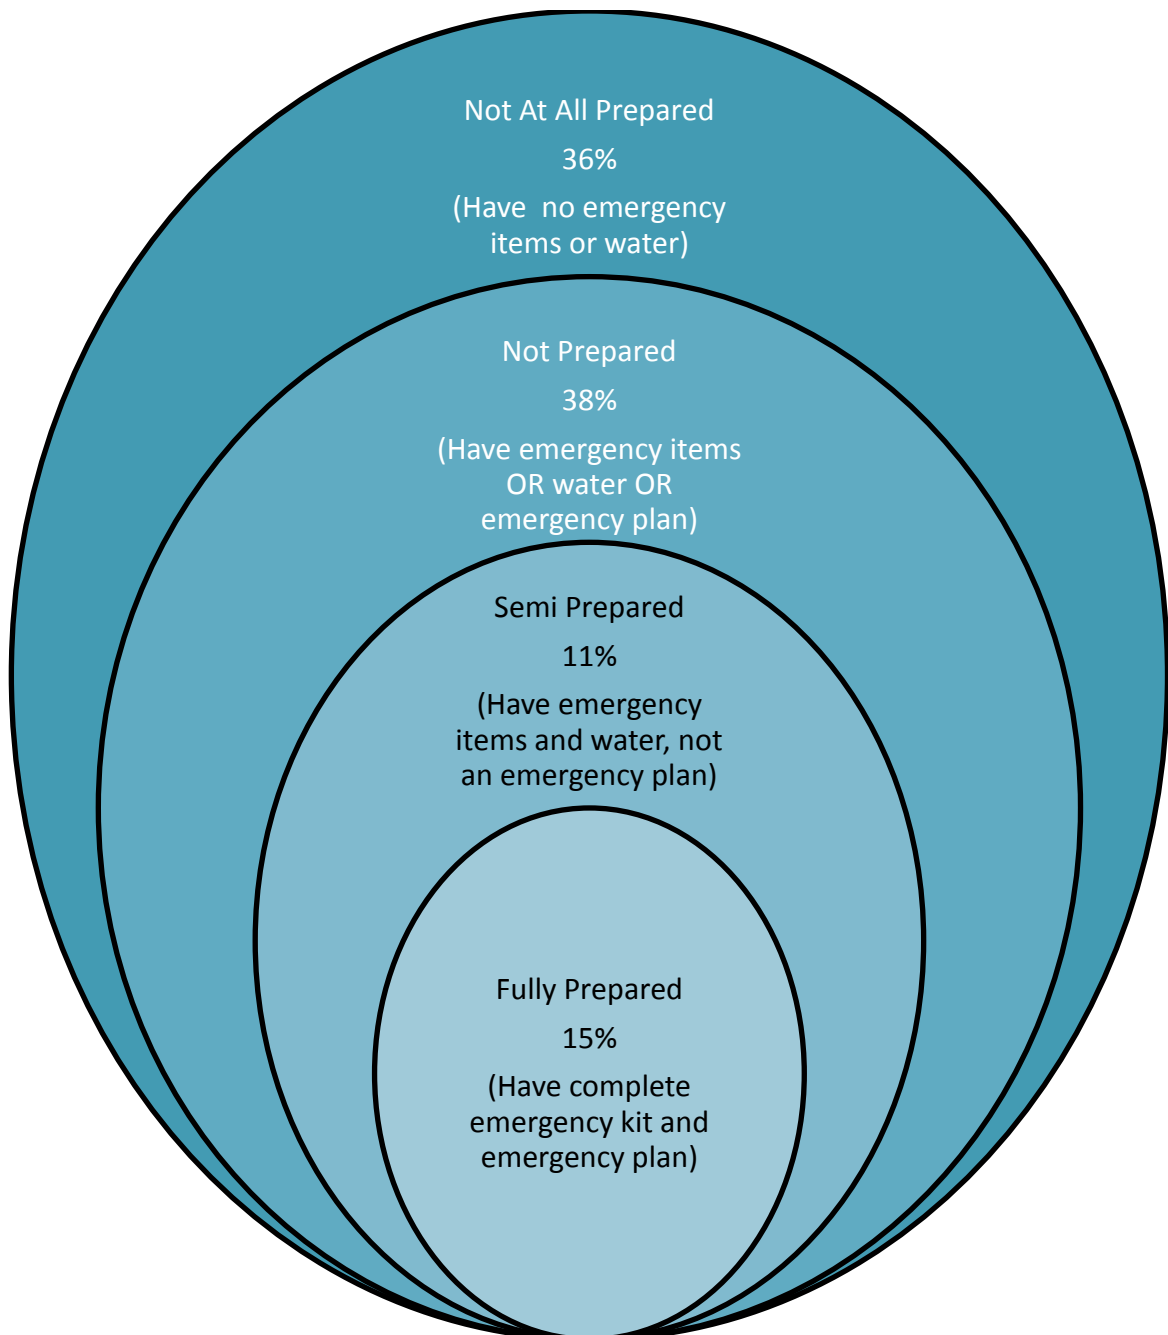 Not At All Prepared
36%
(Have  no emergency
items or water)
Not Prepared
38%
(Have emergency items
OR water OR
emergency plan)
Semi Prepared
11%
(Have emergency
items and water, not
an emergency plan)
Fully Prepared
15%
(Have complete
emergency kit and
emergency plan)